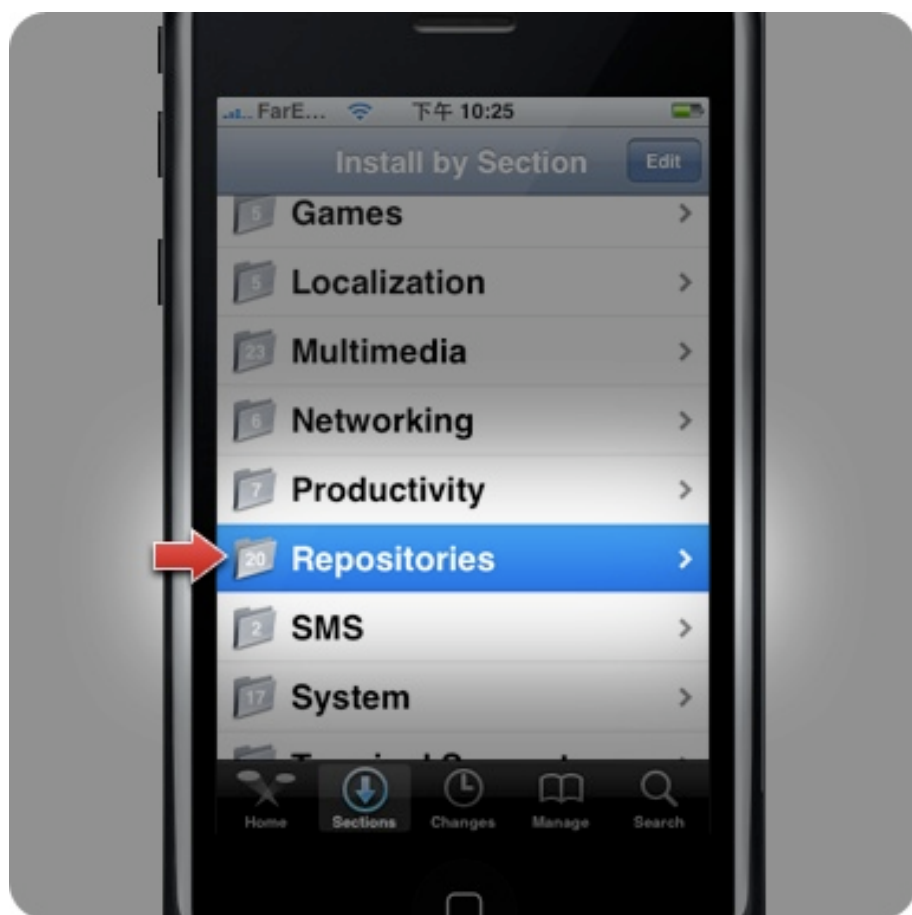 FarE... 下午 10:25
Install by Section Edit
5 Games
5 Localization
23 Multimedia
6 Networking
7 Productivity
20 Repositories
2 SMS
17 System
Home Sections Changes Manage Search